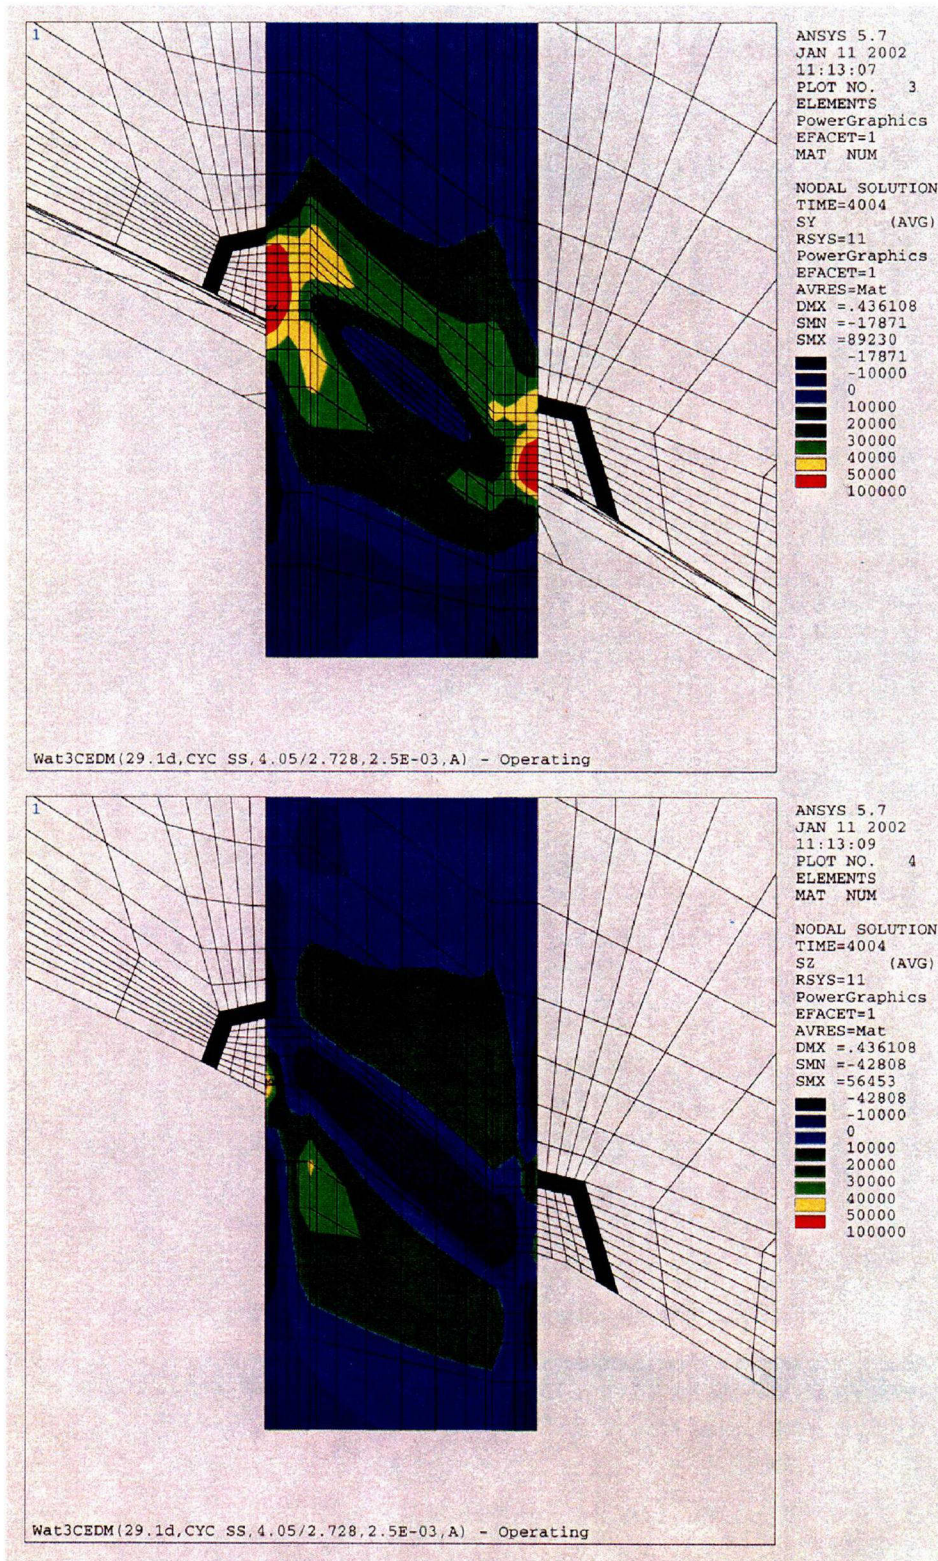 1
ANSYS 5.7
JAN 11 2002
11:13:07
PLOT NO. 3
ELEMENTS
PowerGraphics
EFACET=1
MAT NUM
NODAL SOLUTION
TIME=4004
SY (AVG)
RSYS=11
PowerGraphics
EFACET=1
AVRES=Mat
DMX =.436108
SMN =-17871
SMX =89230
-17871
-10000
0
10000
20000
30000
40000
50000
100000
Wat3CEDM(29.1d,CYC SS,4.05/2.728,2.5E-03,A) - Operating
1
ANSYS 5.7
JAN 11 2002
11:13:09
PLOT NO. 4
ELEMENTS
MAT NUM
NODAL SOLUTION
TIME=4004
SZ (AVG)
RSYS=11
PowerGraphics
EFACET=1
AVRES=Mat
DMX =.436108
SMN =-42808
SMX =56453
-42808
-10000
0
10000
20000
30000
40000
50000
100000
Wat3CEDM(29.1d,CYC SS,4.05/2.728,2.5E-03,A) - Operating